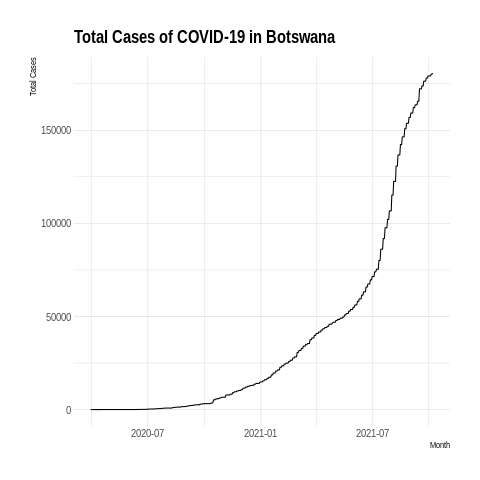 Total Cases of COVID-19 in Botswana
Total Cases
150000
100000
50000
0
2020-07
2021-01
2021-07
Month